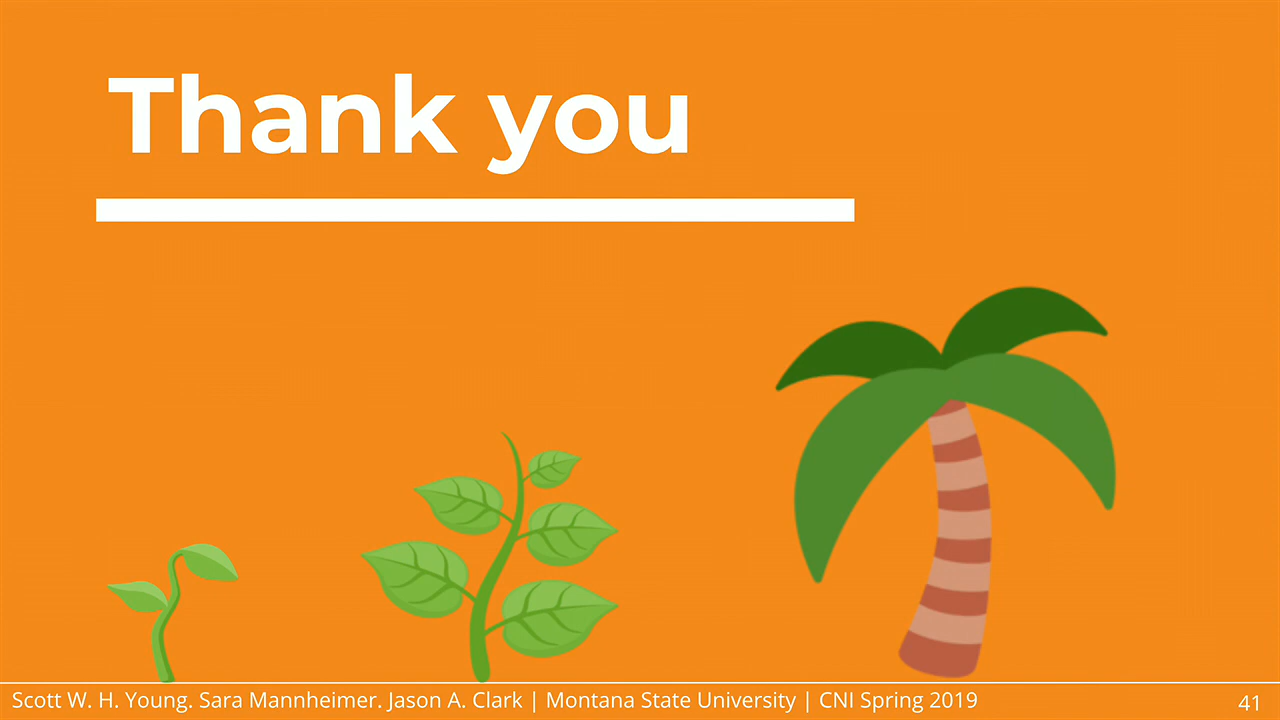 Thank you
Scott W. H. Young. Sara Mannheimer. Jason A. Clark | Montana State University | CNI Spring 2019
41